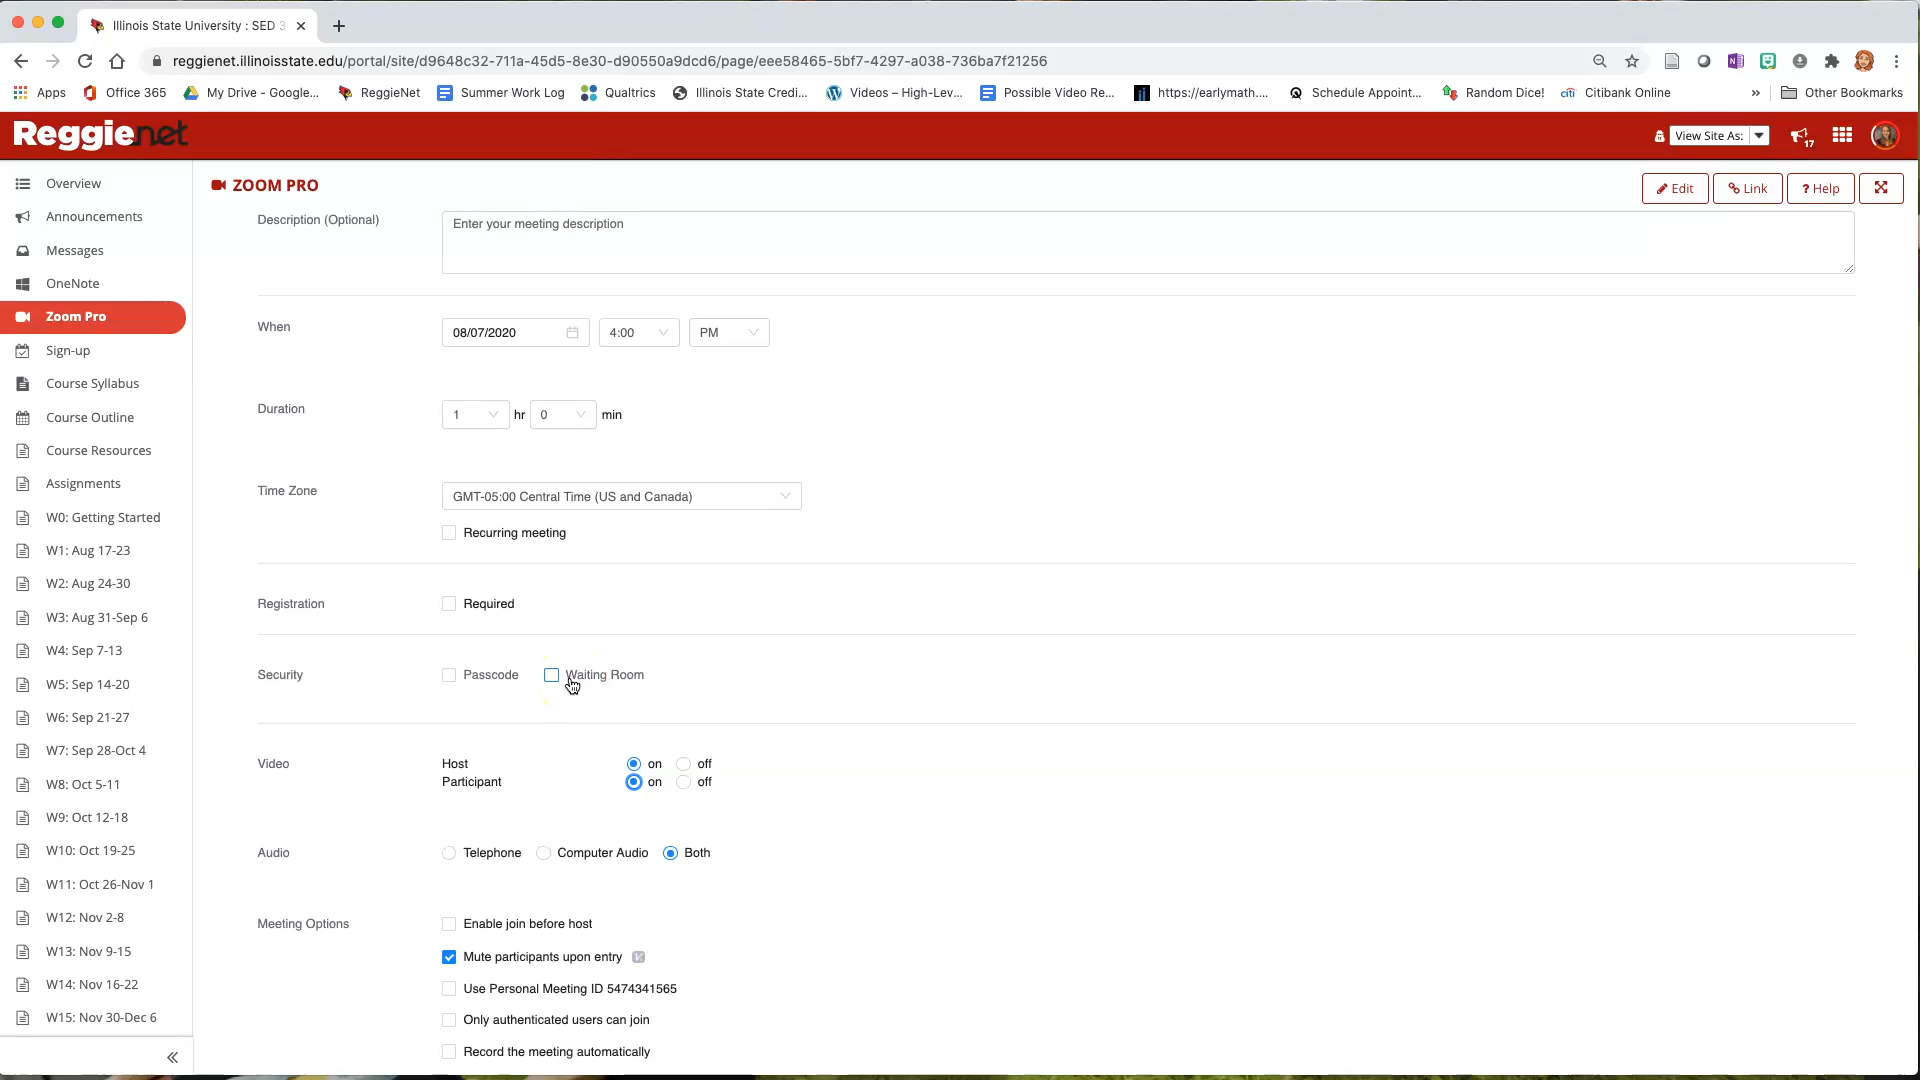 Illinois State University : SED 3
reggienet.illinoisstate.edu/portal/site/d9648c32-711a-45d5-8e30-d90550a9dcd6/page/eee58465-5bf7-4297-a038-736ba7f21256
Apps Office 365 My Drive - Google... ReggieNet Summer Work Log Qualtrics Illinois State Credi... Videos – High-Lev... Possible Video Re... https://earlymath.... Schedule Appoint... Random Dice! citi Citibank Online » Other Bookmarks
Reggienet View Site As: 17
Overview
Announcements
Messages
OneNote
Zoom Pro
Sign-up
Course Syllabus
Course Outline
Course Resources
Assignments
W0: Getting Started
W1: Aug 17-23
W2: Aug 24-30
W3: Aug 31-Sep 6
W4: Sep 7-13
W5: Sep 14-20
W6: Sep 21-27
W7: Sep 28-Oct 4
W8: Oct 5-11
W9: Oct 12-18
W10: Oct 19-25
W11: Oct 26-Nov 1
W12: Nov 2-8
W13: Nov 9-15
W14: Nov 16-22
W15: Nov 30-Dec 6
ZOOM PRO Edit Link ? Help
Description (Optional) Enter your meeting description
When 08/07/2020 4:00 PM
Duration 1 hr 0 min
Time Zone GMT-05:00 Central Time (US and Canada)
Recurring meeting
Registration Required
Security Passcode Waiting Room
Video Host on off
Participant on off
Audio Telephone Computer Audio Both
Meeting Options Enable join before host
Mute participants upon entry
Use Personal Meeting ID 5474341565
Only authenticated users can join
Record the meeting automatically